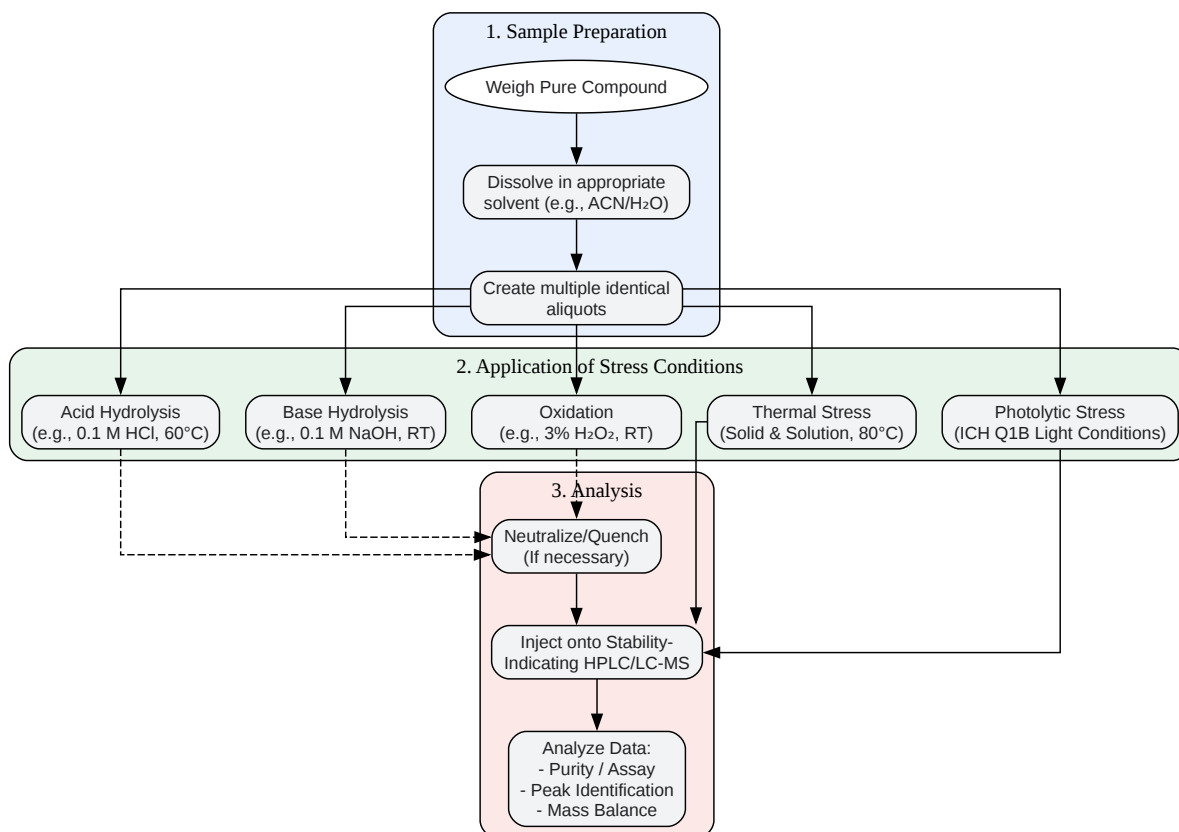 1. Sample Preparation
Weigh Pure Compound
Dissolve in appropriate
solvent (e.g., ACN/H₂O)
Create multiple identical
aliquots
2. Application of Stress Conditions
Acid Hydrolysis
(e.g., 0.1 M HCl, 60°C)
Base Hydrolysis
(e.g., 0.1 M NaOH, RT)
Oxidation
(e.g., 3% H₂O₂, RT)
Thermal Stress
(Solid & Solution, 80°C)
Photolytic Stress
(ICH Q1B Light Conditions)
3. Analysis
Neutralize/Quench
(If necessary)
Inject onto Stability-
Indicating HPLC/LC-MS
Analyze Data:
- Purity / Assay
- Peak Identification
- Mass Balance